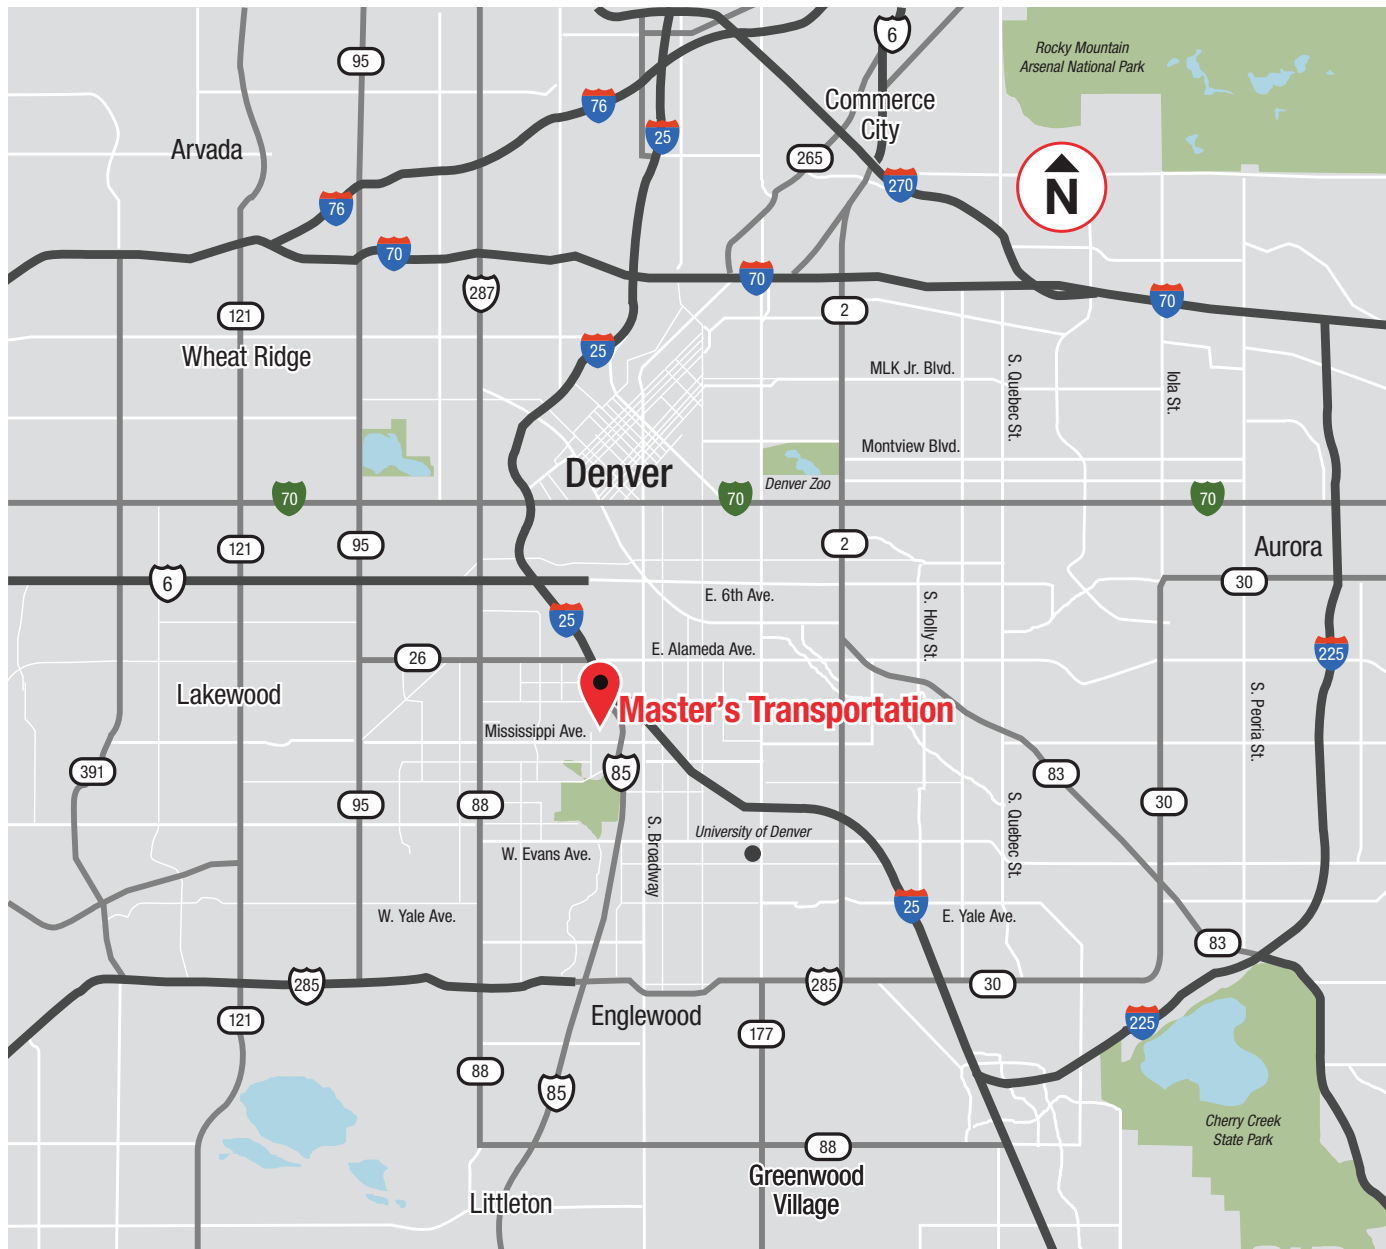 6
Rocky Mountain
Arsenal National Park
95
76
Commerce
City
25
Arvada
265
270
N
76
70
70
287
70
121
2
25
Wheat Ridge
MLK Jr. Blvd.
S. Quebec St.
Iola St.
Montview Blvd.
Denver
Denver Zoo
70
70
70
121
95
2
Aurora
6
30
E. 6th Ave.
S. Holly St.
25
E. Alameda Ave.
225
26
Lakewood
Master's Transportation
S. Peoria St.
Mississippi Ave.
391
85
83
95
88
30
University of Denver
S. Broadway
S. Quebec St.
W. Evans Ave.
25
W. Yale Ave.
E. Yale Ave.
83
285
285
30
Englewood
121
177
225
88
85
Cherry Creek
State Park
88
Greenwood
Village
Littleton